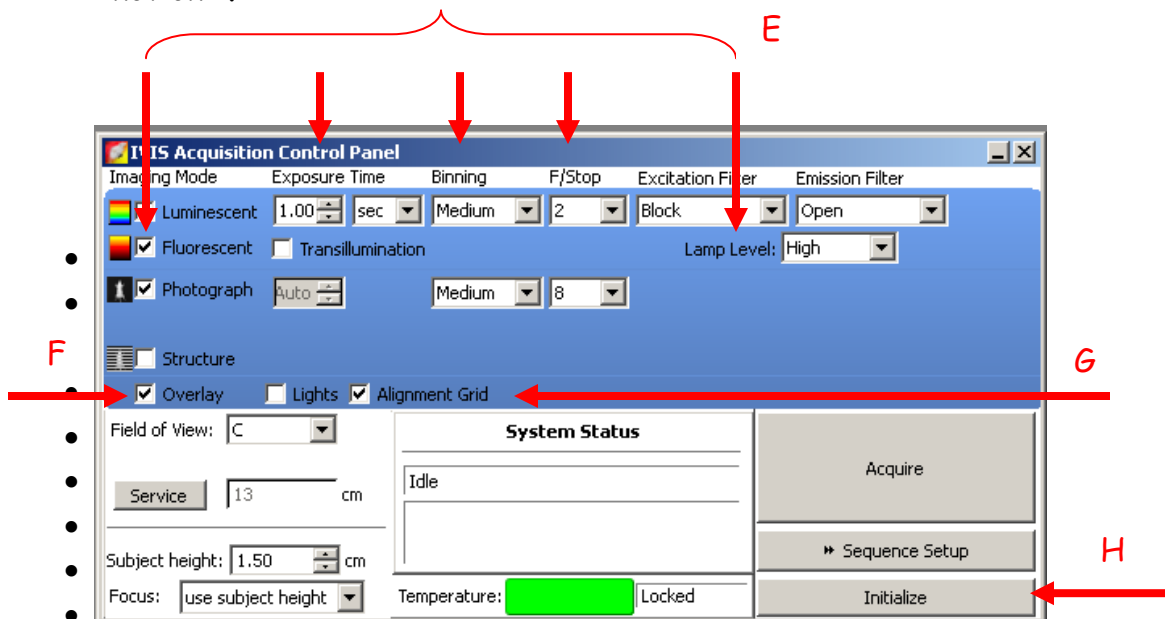 E
IVIS Acquisition Control Panel
Imaging Mode Exposure Time Binning F/Stop Excitation Filter Emission Filter
Luminescent 1.00 sec Medium 2 Block Open
Fluorescent Transillumination Lamp Level: High
Photograph Auto Medium 8
F
Structure
G
Overlay Lights Alignment Grid
Field of View: C
System Status
Acquire
Idle
Service 13 cm
Sequence Setup
H
Subject height: 1.50 cm
Focus: use subject height Temperature: Locked Initialize